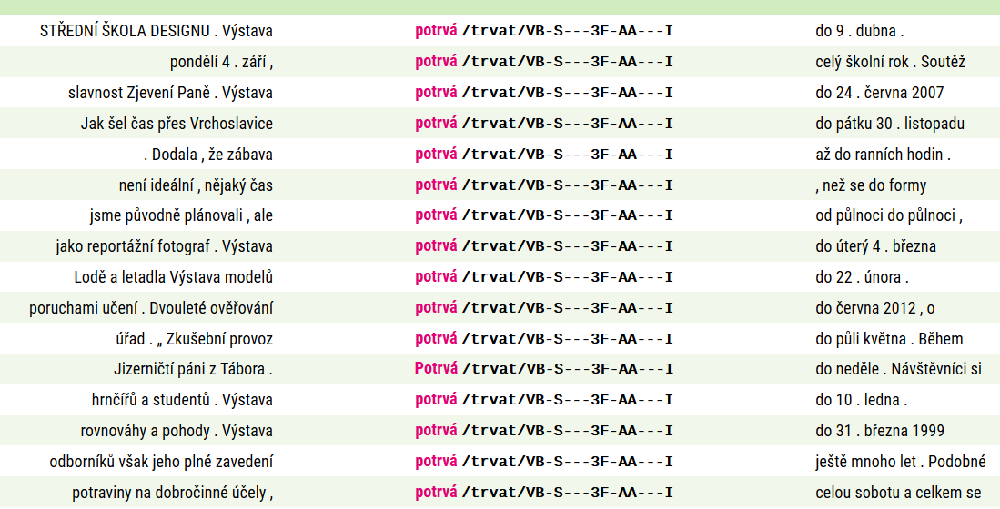 STŘEDNÍ ŠKOLA DESIGNU . Výstava potrvá /trvat/VB-S---3F-AA---I do 9 . dubna .
pondělí 4 . září , potrvá /trvat/VB-S---3F-AA---I celý školní rok . Soutěž
slavnost Zjevení Paně . Výstava potrvá /trvat/VB-S---3F-AA---I do 24 . června 2007
Jak šel čas přes Vrchoslavice potrvá /trvat/VB-S---3F-AA---I do pátku 30 . listopadu
. Dodala , že zábava potrvá /trvat/VB-S---3F-AA---I až do ranních hodin .
není ideální , nějaký čas potrvá /trvat/VB-S---3F-AA---I , než se do formy
jsme původně plánovali , ale potrvá /trvat/VB-S---3F-AA---I od půlnoci do půlnoci ,
jako reportážní fotograf . Výstava potrvá /trvat/VB-S---3F-AA---I do úterý 4 . března
Lodě a letadla Výstava modelů potrvá /trvat/VB-S---3F-AA---I do 22 . února .
poruchami učení . Dvouleté ověřování potrvá /trvat/VB-S---3F-AA---I do června 2012 , o
úřad . „ Zkušební provoz potrvá /trvat/VB-S---3F-AA---I do půli května . Během
Jizerničtí páni z Tábora . Potrvá /trvat/VB-S---3F-AA---I do neděle . Návštěvníci si
hrnčířů a studentů . Výstava potrvá /trvat/VB-S---3F-AA---I do 10 . ledna .
rovnováhy a pohody . Výstava potrvá /trvat/VB-S---3F-AA---I do 31 . března 1999
odborníků však jeho plné zavedení potrvá /trvat/VB-S---3F-AA---I ještě mnoho let . Podobné
potraviny na dobročinné účely , potrvá /trvat/VB-S---3F-AA---I celou sobotu a celkem se